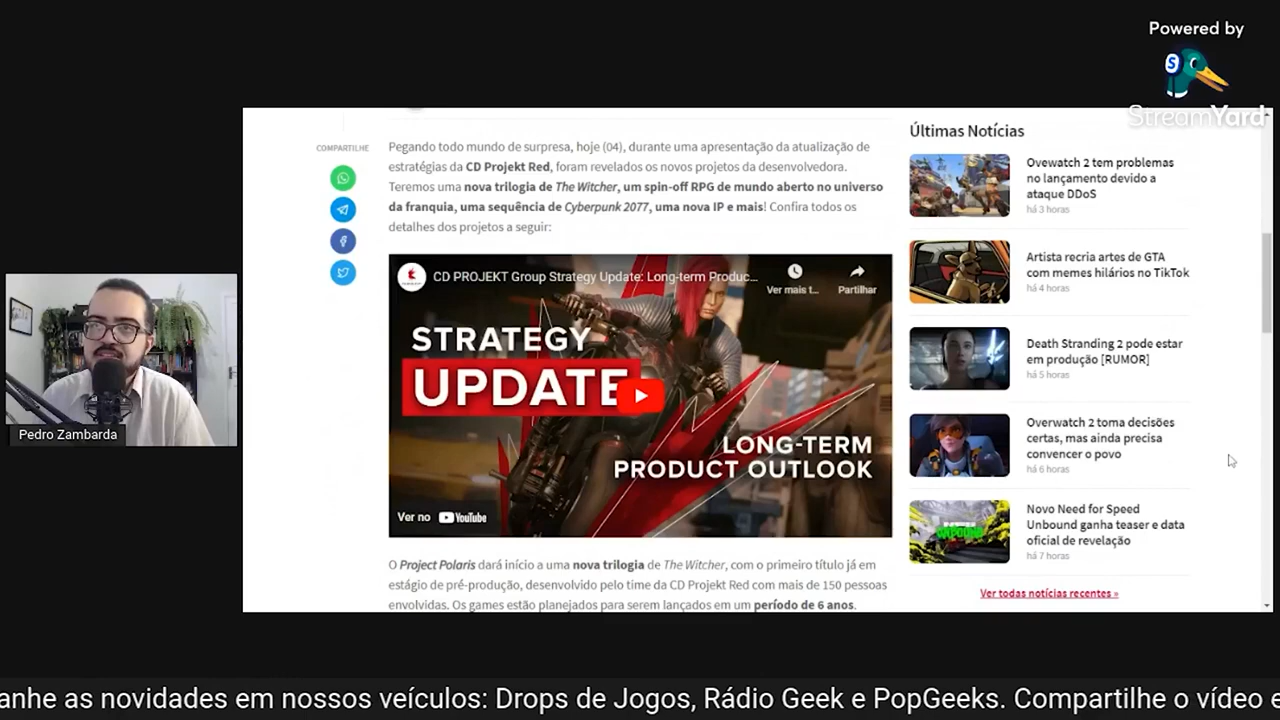 Powered by
StreamYard
COMPARTILHE
Pegando todo mundo de surpresa, hoje (04), durante uma apresentação da atualização de
estratégias da CD Projekt Red, foram revelados os novos projetos da desenvolvedora.
Teremos uma nova trilogia de The Witcher, um spin-off RPG de mundo aberto no universo
da franquia, uma sequência de Cyberpunk 2077, uma nova IP e mais! Confira todos os
detalhes dos projetos a seguir:
CD PROJEKT Group Strategy Update: Long-term Produc...
Ver mais t...
Partilhar
STRATEGY
UPDATE
LONG-TERM
PRODUCT OUTLOOK
Ver no YouTube
O Project Polaris dará início a uma nova trilogia de The Witcher, com o primeiro título já em
estágio de pré-produção, desenvolvido pelo time da CD Projekt Red com mais de 150 pessoas
envolvidas. Os games estão planejados para serem lançados em um período de 6 anos.
Últimas Notícias
Ovewatch 2 tem problemas
no lançamento devido a
ataque DDoS
há 3 horas
Artista recria artes de GTA
com memes hilários no TikTok
há 4 horas
Death Stranding 2 pode estar
em produção [RUMOR]
há 5 horas
Overwatch 2 toma decisões
certas, mas ainda precisa
convencer o povo
há 6 horas
Novo Need for Speed
Unbound ganha teaser e data
oficial de revelação
há 7 horas
Ver todas notícias recentes »
Pedro Zambarda
anhe as novidades em nossos veículos: Drops de Jogos, Rádio Geek e PopGeeks. Compartilhe o vídeo e